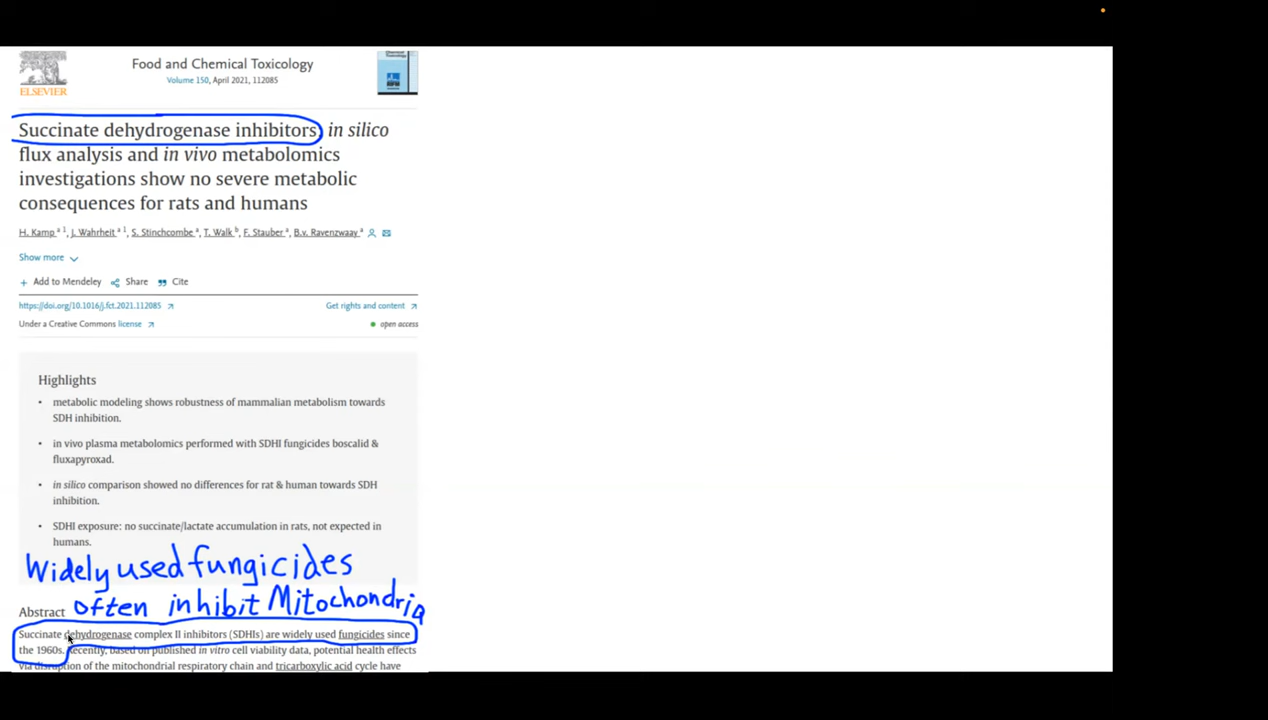 ELSEVIER
Food and Chemical Toxicology
Volume 150, April 2021, 112085
Succinate dehydrogenase inhibitors, in silico
flux analysis and in vivo metabolomics
investigations show no severe metabolic
consequences for rats and humans
H. Kamp a 1, J. Wahrheit a 1, S. Stinchcombe a, T. Walk b, F. Stauber a, B.v. Ravenzwaay a
Show more
Add to Mendeley Share Cite
https://doi.org/10.1016/j.fct.2021.112085 Get rights and content
Under a Creative Commons license open access
Highlights
• metabolic modeling shows robustness of mammalian metabolism towards
SDH inhibition.
• in vivo plasma metabolomics performed with SDHI fungicides boscalid &
fluxapyroxad.
• in silico comparison showed no differences for rat & human towards SDH
inhibition.
• SDHI exposure: no succinate/lactate accumulation in rats, not expected in
humans.
Widely used fungicides
often inhibit Mitochondria
Abstract
Succinate dehydrogenase complex II inhibitors (SDHIs) are widely used fungicides since
the 1960s. Recently, based on published in vitro cell viability data, potential health effects
via disruption of the mitochondrial respiratory chain and tricarboxylic acid cycle have